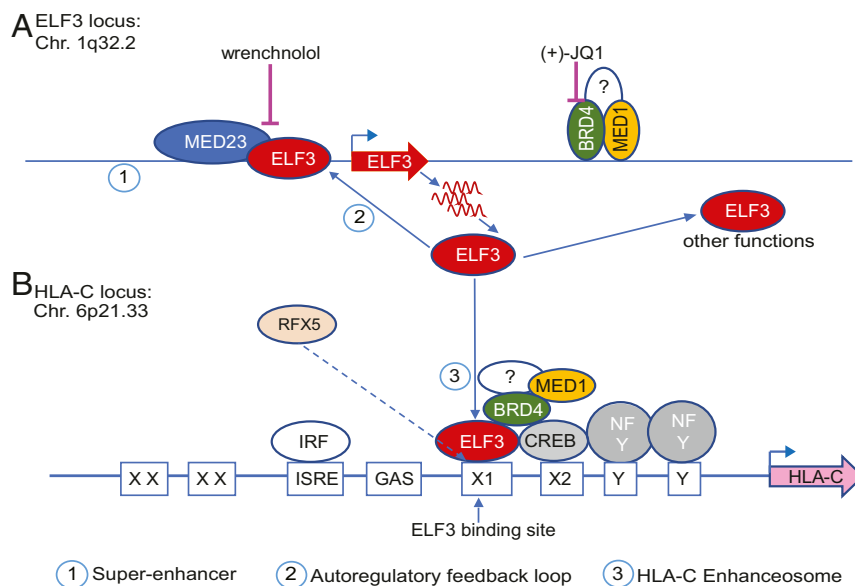 A ELF3 locus:
Chr. 1q32.2
wrenchnolol
(+)-JQ1
?
BRD4
MED1
MED23
ELF3
ELF3
1
2
ELF3
ELF3
other functions
B HLA-C locus:
Chr. 6p21.33
RFX5
3
?
MED1
BRD4
IRF
ELF3
CREB
NF
Y
NF
Y
X X
X X
ISRE
GAS
X1
X2
Y
Y
HLA-C
ELF3 binding site
1 Super-enhancer
2 Autoregulatory feedback loop
3 HLA-C Enhanceosome